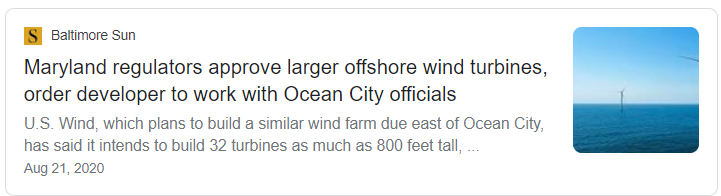 S Baltimore Sun
Maryland regulators approve larger offshore wind turbines,
order developer to work with Ocean City officials
U.S. Wind, which plans to build a similar wind farm due east of Ocean City,
has said it intends to build 32 turbines as much as 800 feet tall, ...
Aug 21, 2020